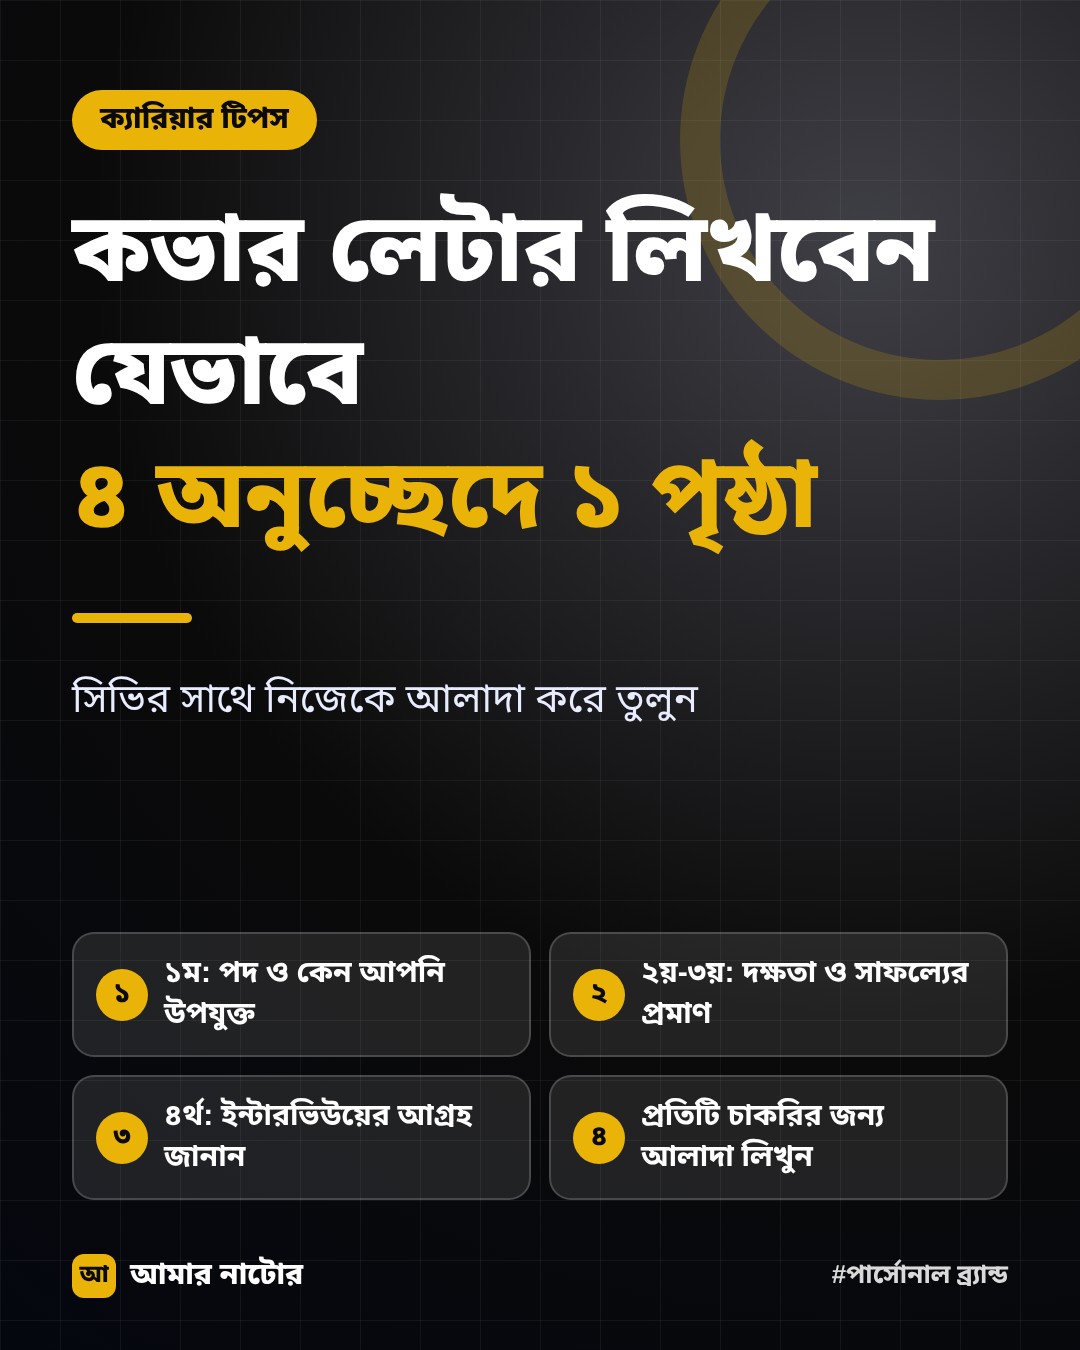 ক্যারিয়ার টিপস
কভার লেটার লিখবেন
যেভাবে
৪ অনুচ্ছেদে ১ পৃষ্ঠা
সিভির সাথে নিজেকে আলাদা করে তুলুন
১
১ম: পদ ও কেন আপনি
উপযুক্ত
২
২য়-৩য়: দক্ষতা ও সাফল্যের
প্রমাণ
৩
৪র্থ: ইন্টারভিউয়ের আগ্রহ
জানান
৪
প্রতিটি চাকরির জন্য
আলাদা লিখুন
আ আমার নাটোর
#পার্সোনাল ব্র্যান্ড